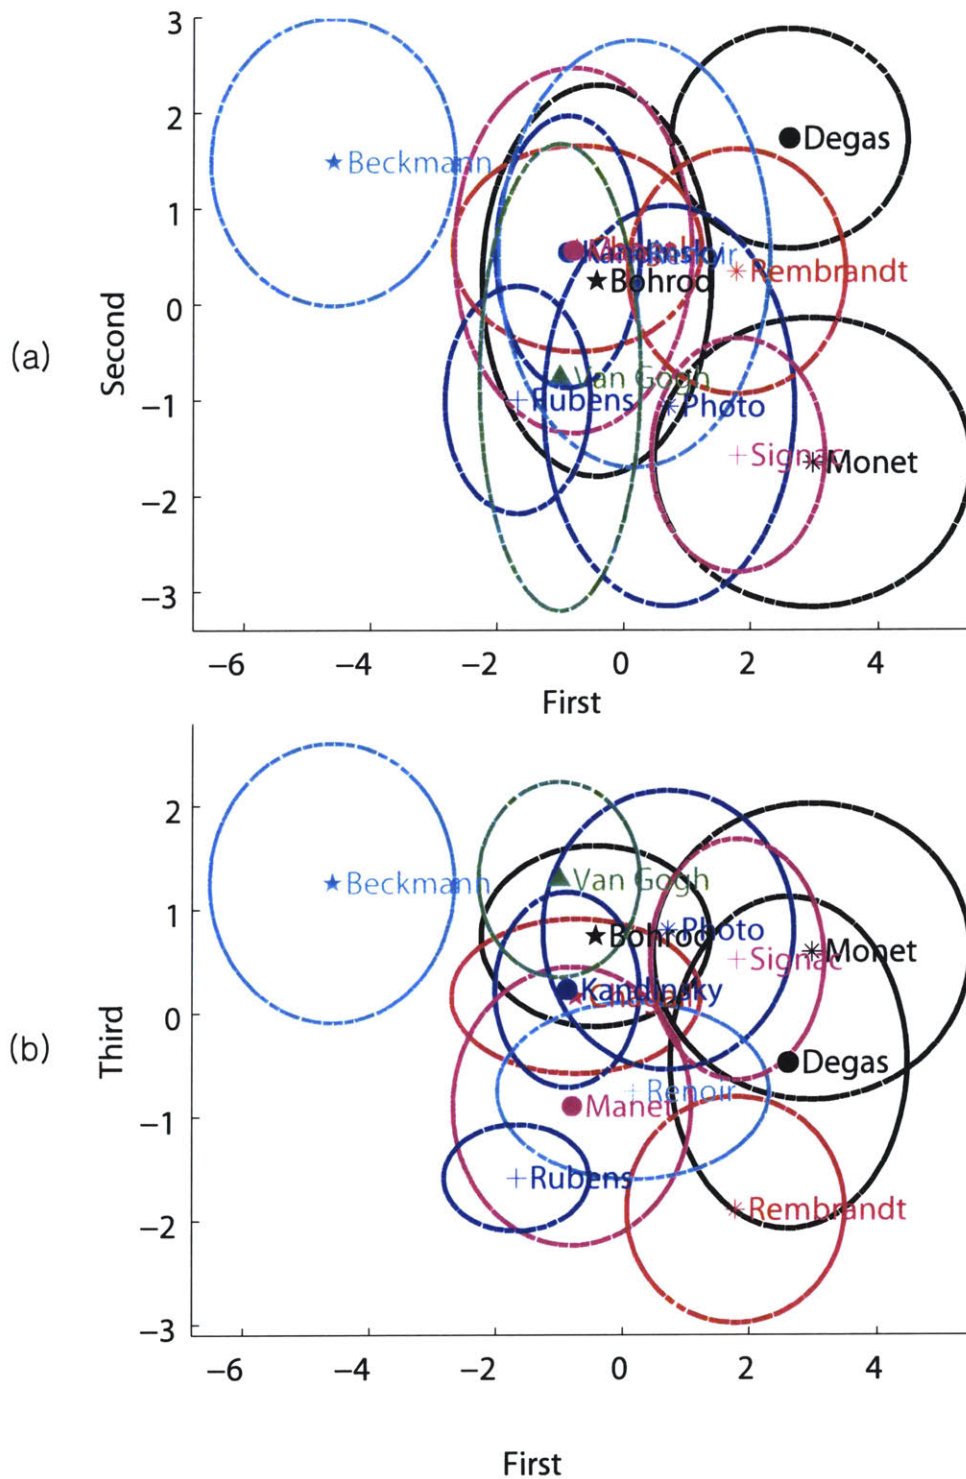 (a)
Second
3
2
1
0
−1
−2
−3
Degas
Beckmann
Rembrandt
Bohrod
Van Gogh
Rubens
Photo
Signac
Monet
−6
−4
−2
0
2
4
First
(b)
Third
2
1
0
−1
−2
−3
Beckmann
Van Gogh
Photo
Bohrod
Monet
Signac
Kandinsky
Degas
Renoir
Manet
Rubens
Rembrandt
−6
−4
−2
0
2
4
First